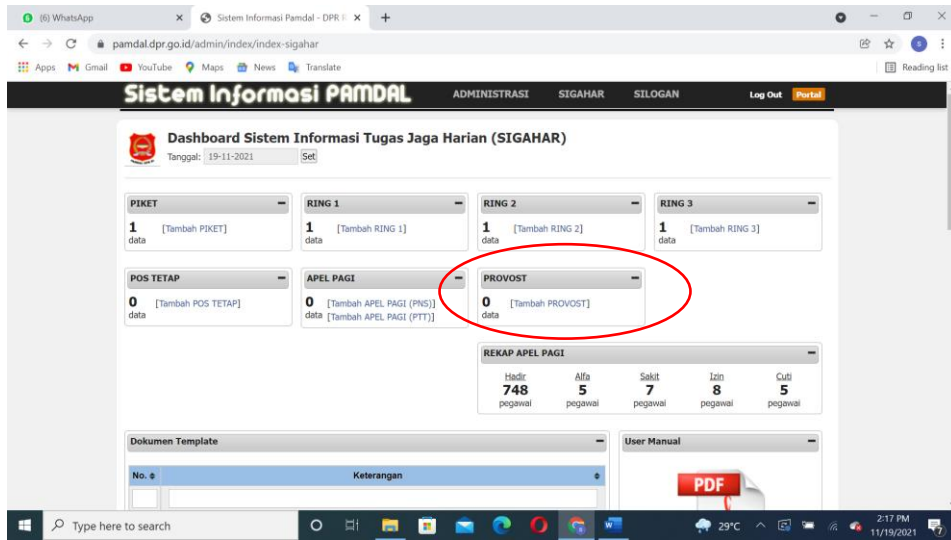 (6) WhatsApp
Sistem Informasi Pamdal - DPR
pamdal.dpr.go.id/admin/index/index-sigahar
Apps Gmail YouTube Maps News Translate Reading list
Sistem Informasi PAMDAL ADMINISTRASI SIGAHAR SILOGAN Log Out Portal
Dashboard Sistem Informasi Tugas Jaga Harian (SIGAHAR)
Tanggal: 19-11-2021 Set
PIKET RING 1 RING 2 RING 3
1 [Tambah PIKET] 1 [Tambah RING 1] 1 [Tambah RING 2] 1 [Tambah RING 3]
data data data data
POS TETAP APEL PAGI PROVOST
0 [Tambah POS TETAP] 0 [Tambah APEL PAGI (PNS)] 0 [Tambah PROVOST]
data data [Tambah APEL PAGI (PTT)] data
REKAP APEL PAGI
Hadir Alfa Sakit Izin Cuti
748 5 7 8 5
pegawai pegawai pegawai pegawai pegawai
Dokumen Template User Manual
No. Keterangan
PDF
Type here to search 29°C 2:17 PM
11/19/2021